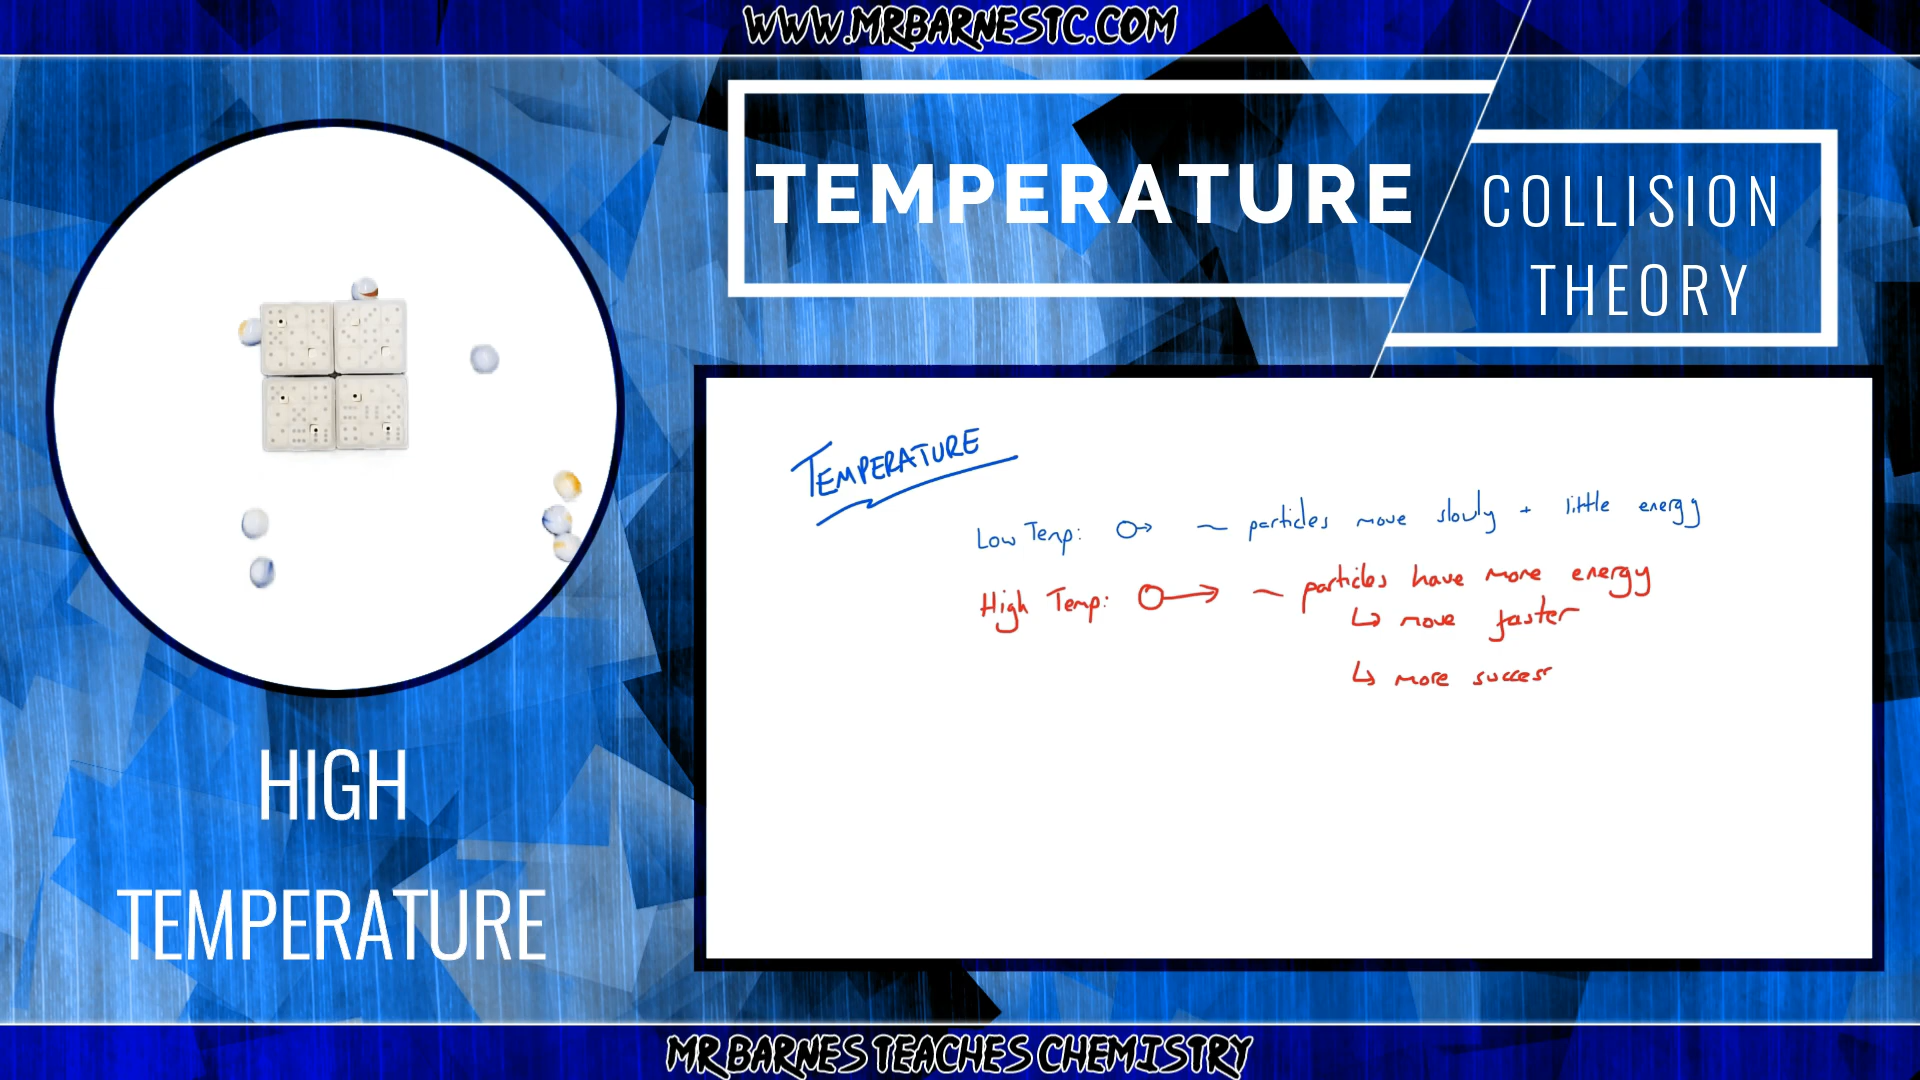 WWW.MRBARNESTC.COM
TEMPERATURE
COLLISION
THEORY
TEMPERATURE
Low Temp: ~ particles move slowly + little energy
High Temp: ~ particles have more energy
↳ move faster
↳ more success
HIGH
TEMPERATURE
MR BARNES TEACHES CHEMISTRY